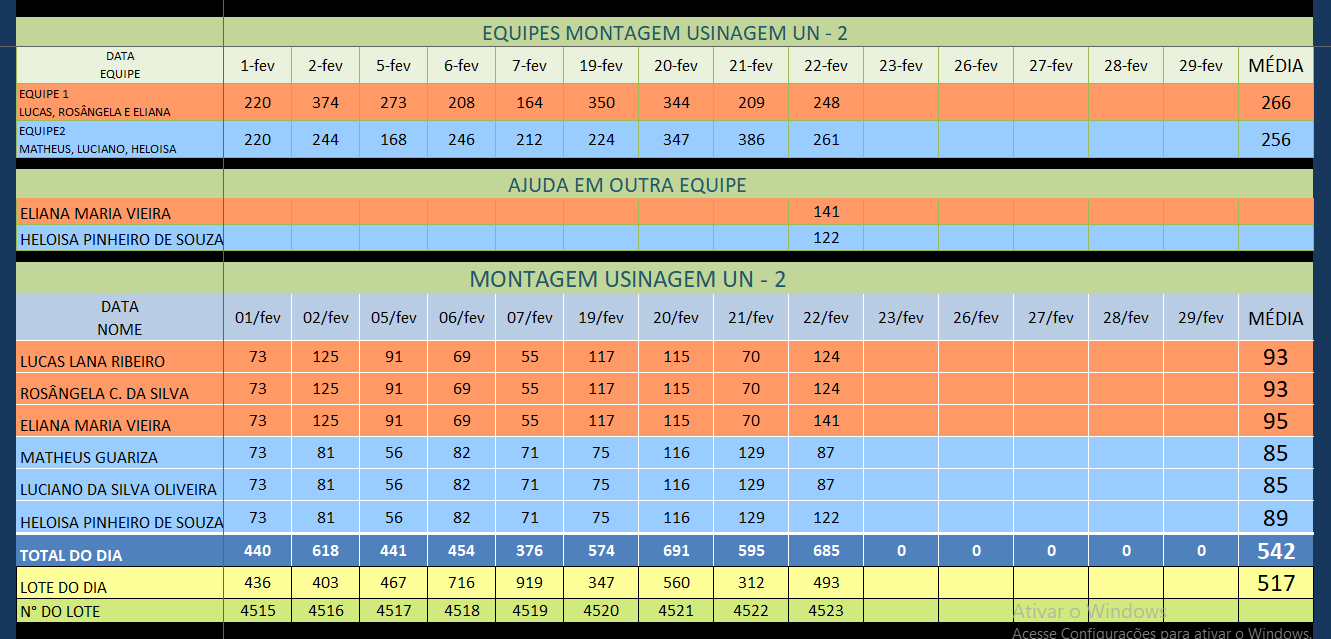 EQUIPES MONTAGEM USINAGEM UN - 2
DATA
EQUIPE
1-fev 2-fev 5-fev 6-fev 7-fev 19-fev 20-fev 21-fev 22-fev 23-fev 26-fev 27-fev 28-fev 29-fev MÉDIA
EQUIPE 1
LUCAS, ROSÂNGELA E ELIANA
220 374 273 208 164 350 344 209 248 266
EQUIPE2
MATHEUS, LUCIANO, HELOISA
220 244 168 246 212 224 347 386 261 256
AJUDA EM OUTRA EQUIPE
ELIANA MARIA VIEIRA 141
HELOISA PINHEIRO DE SOUZA 122
MONTAGEM USINAGEM UN - 2
DATA
NOME
01/fev 02/fev 05/fev 06/fev 07/fev 19/fev 20/fev 21/fev 22/fev 23/fev 26/fev 27/fev 28/fev 29/fev MÉDIA
LUCAS LANA RIBEIRO 73 125 91 69 55 117 115 70 124 93
ROSÂNGELA C. DA SILVA 73 125 91 69 55 117 115 70 124 93
ELIANA MARIA VIEIRA 73 125 91 69 55 117 115 70 141 95
MATHEUS GUARIZA 73 81 56 82 71 75 116 129 87 85
LUCIANO DA SILVA OLIVEIRA 73 81 56 82 71 75 116 129 87 85
HELOISA PINHEIRO DE SOUZA 73 81 56 82 71 75 116 129 122 89
TOTAL DO DIA 440 618 441 454 376 574 691 595 685 0 0 0 0 0 542
LOTE DO DIA 436 403 467 716 919 347 560 312 493 517
N° DO LOTE 4515 4516 4517 4518 4519 4520 4521 4522 4523
Ativar o Windows
Acesse Configurações para ativar o Windows.